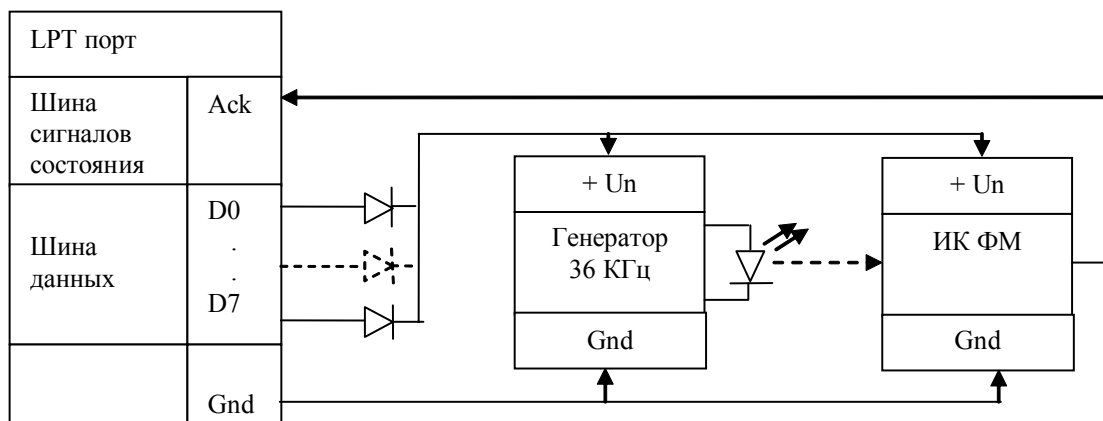 LPT порт
Шина
сигналов
состояния
Ack
Шина
данных
D0
.
.
D7
Gnd
+ Un
Генератор
36 КГц
Gnd
+ Un
ИК ФМ
Gnd